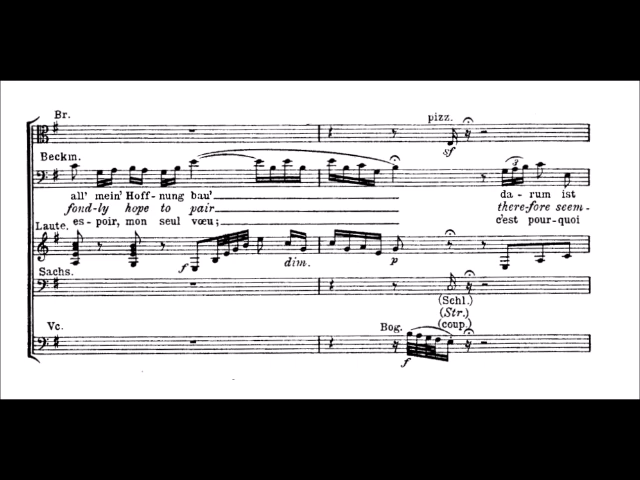 Br.
pizz.
sf
Beckm.
3
all' mein' Hoff - nung bau' da - rum ist
fond-ly hope to pair there-fore seem-
es - poir, mon seul vœu; c'est pour-quoi
Laute.
f dim. p
Sachs.
(Schl.)
(Str.)
(coup.)
Vc.
Bog.
f